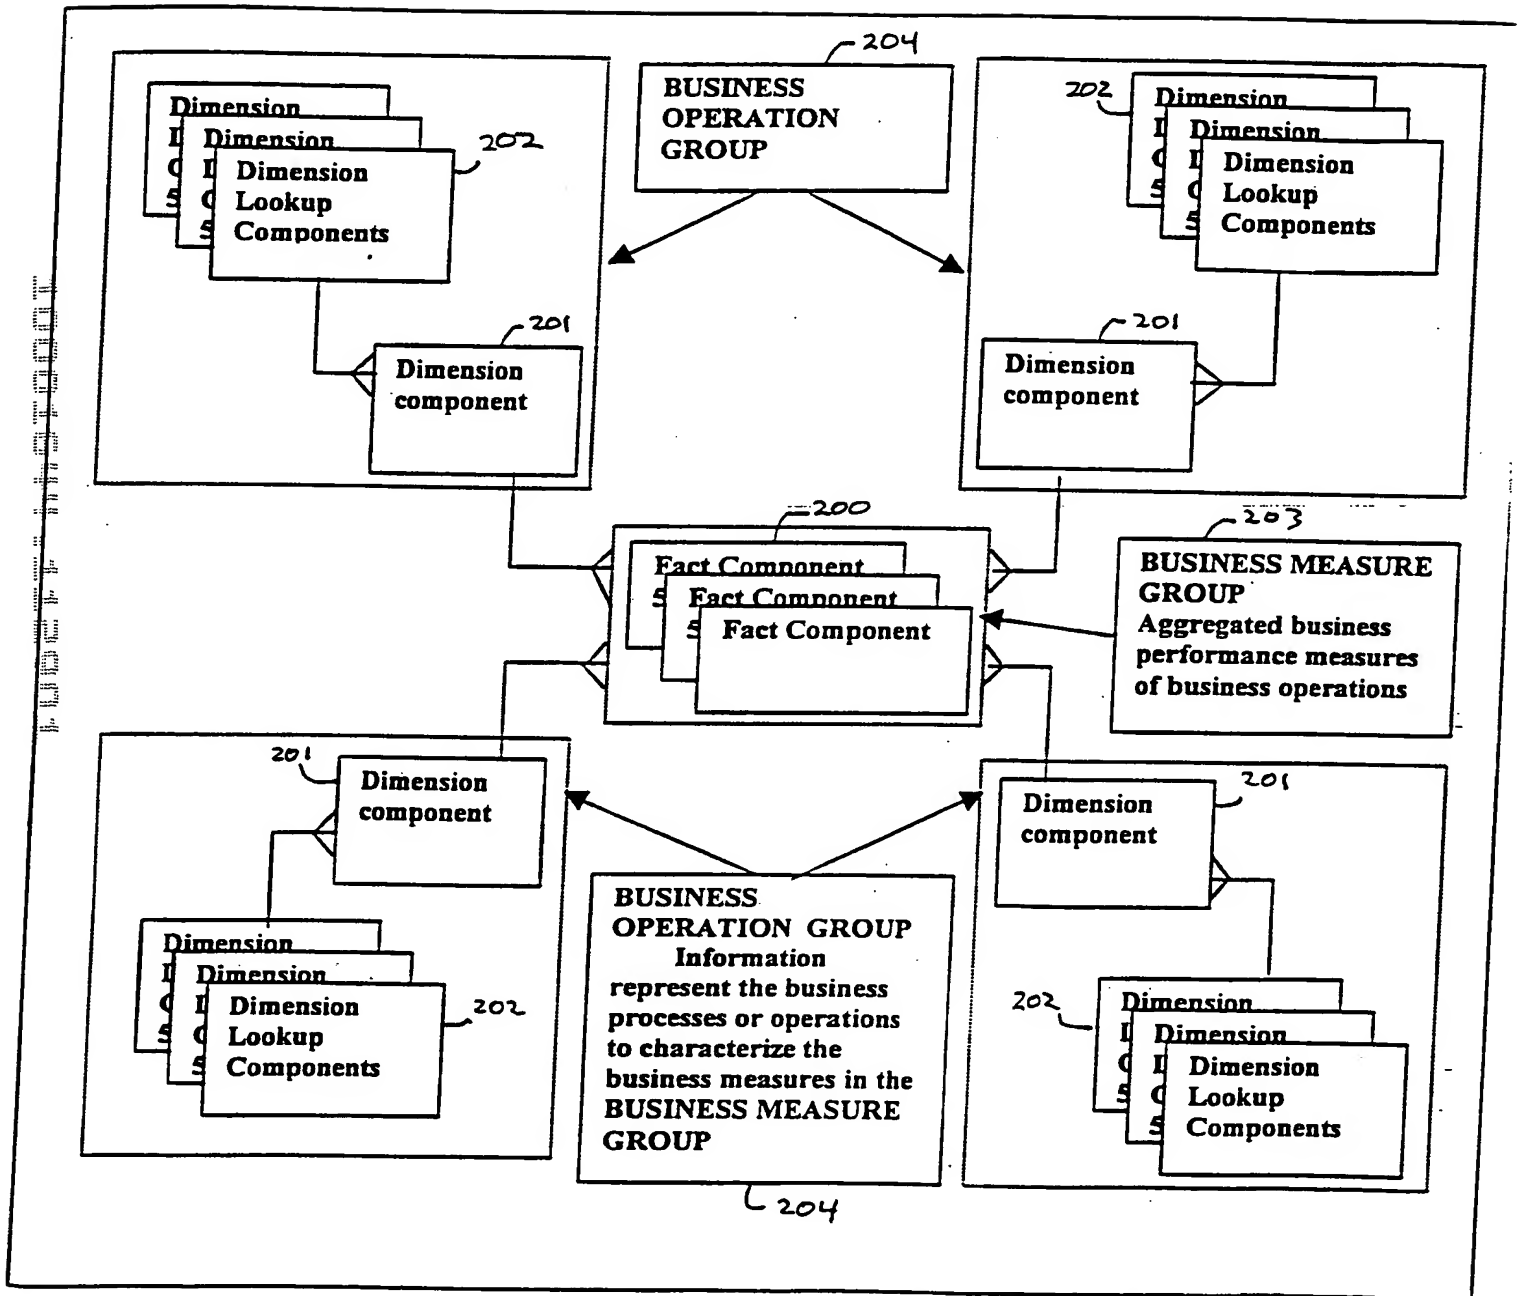 204
BUSINESS
OPERATION
GROUP
Dimension
Dimension
Dimension
Lookup
Components
202
201
Dimension
component
202
Dimension
Dimension
Dimension
Lookup
Components
201
Dimension
component
200
Fact Component
Fact Component
Fact Component
203
BUSINESS MEASURE
GROUP
Aggregated business
performance measures
of business operations
201
Dimension
component
Dimension
Dimension
Dimension
Lookup
Components
202
BUSINESS
OPERATION GROUP
Information
represent the business
processes or operations
to characterize the
business measures in the
BUSINESS MEASURE
GROUP
204
201
Dimension
component
202
Dimension
Dimension
Dimension
Lookup
Components